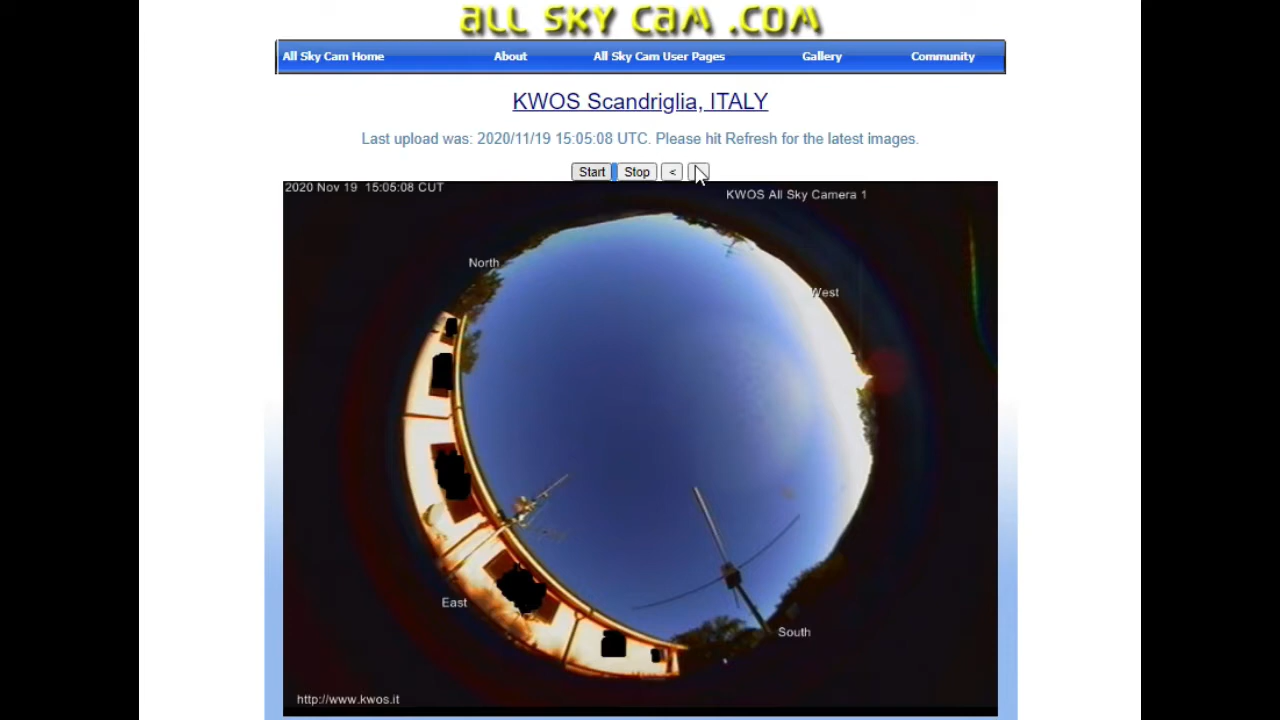 ALL SKY CAM .COM
All Sky Cam Home About All Sky Cam User Pages Gallery Community
KWOS Scandriglia, ITALY
Last upload was: 2020/11/19 15:05:08 UTC. Please hit Refresh for the latest images.
Start Stop <
2020 Nov 19 15:05:08 CUT
KWOS All Sky Camera 1
North
West
East
South
http://www.kwos.it